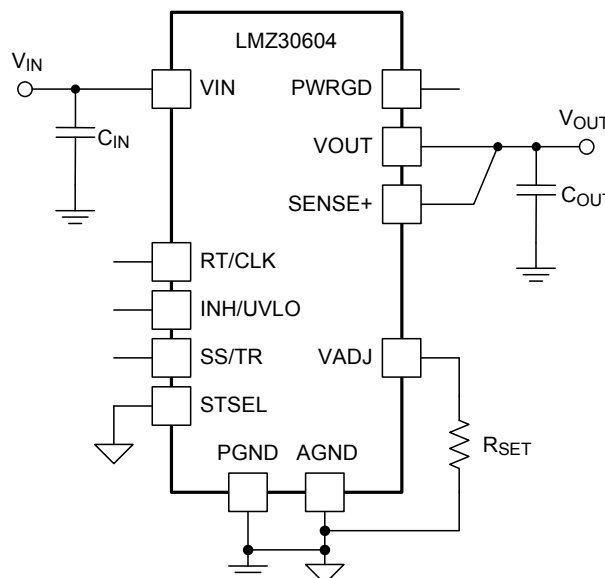 LMZ30604
VIN
VIN
PWRGD
CIN
VOUT
VOUT
SENSE+
COUT
RT/CLK
INH/UVLO
SS/TR
VADJ
STSEL
RSET
PGND
AGND